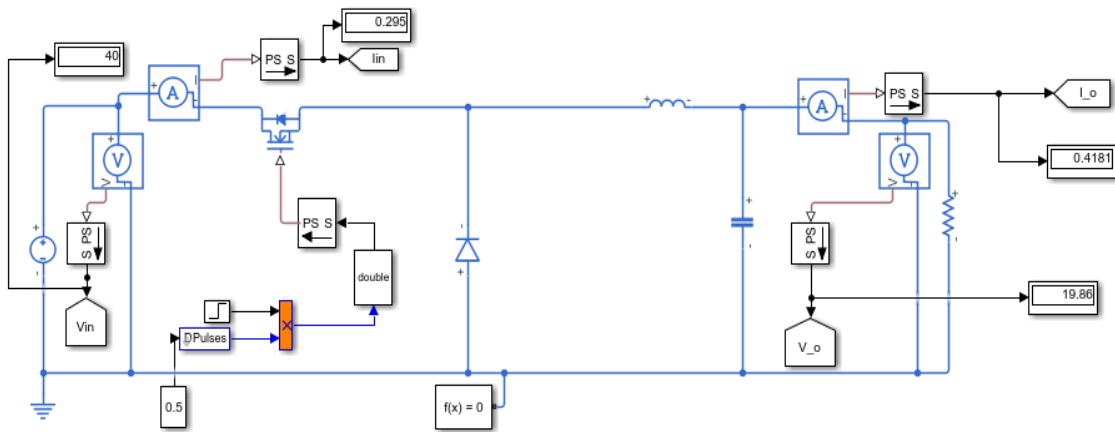 0.295
PS S
Iin
40
A
I
A
I
PS S
I_o
V
V
0.4181
V
V
S PS
PS S
S PS
double
Vin
DPulses
X
19.86
V_o
0.5
f(x) = 0